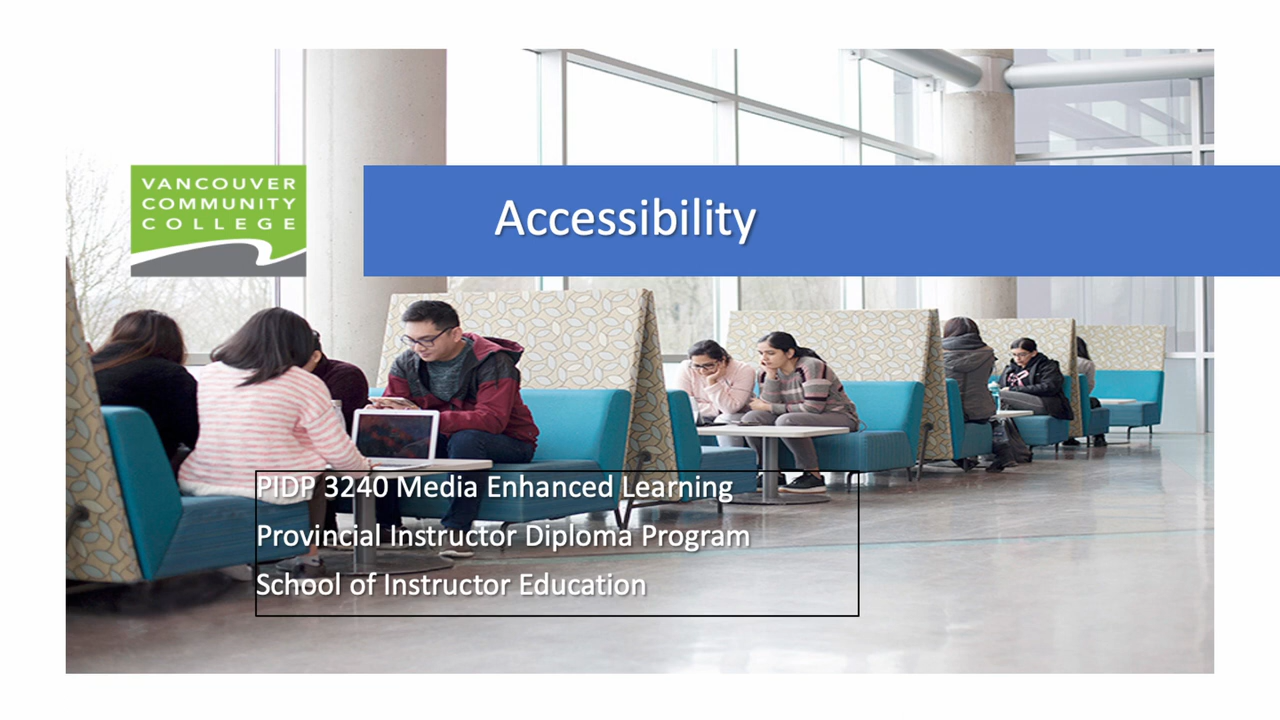 VANCOUVER
COMMUNITY
COLLEGE
Accessibility
PIDP 3240 Media Enhanced Learning
Provincial Instructor Diploma Program
School of Instructor Education